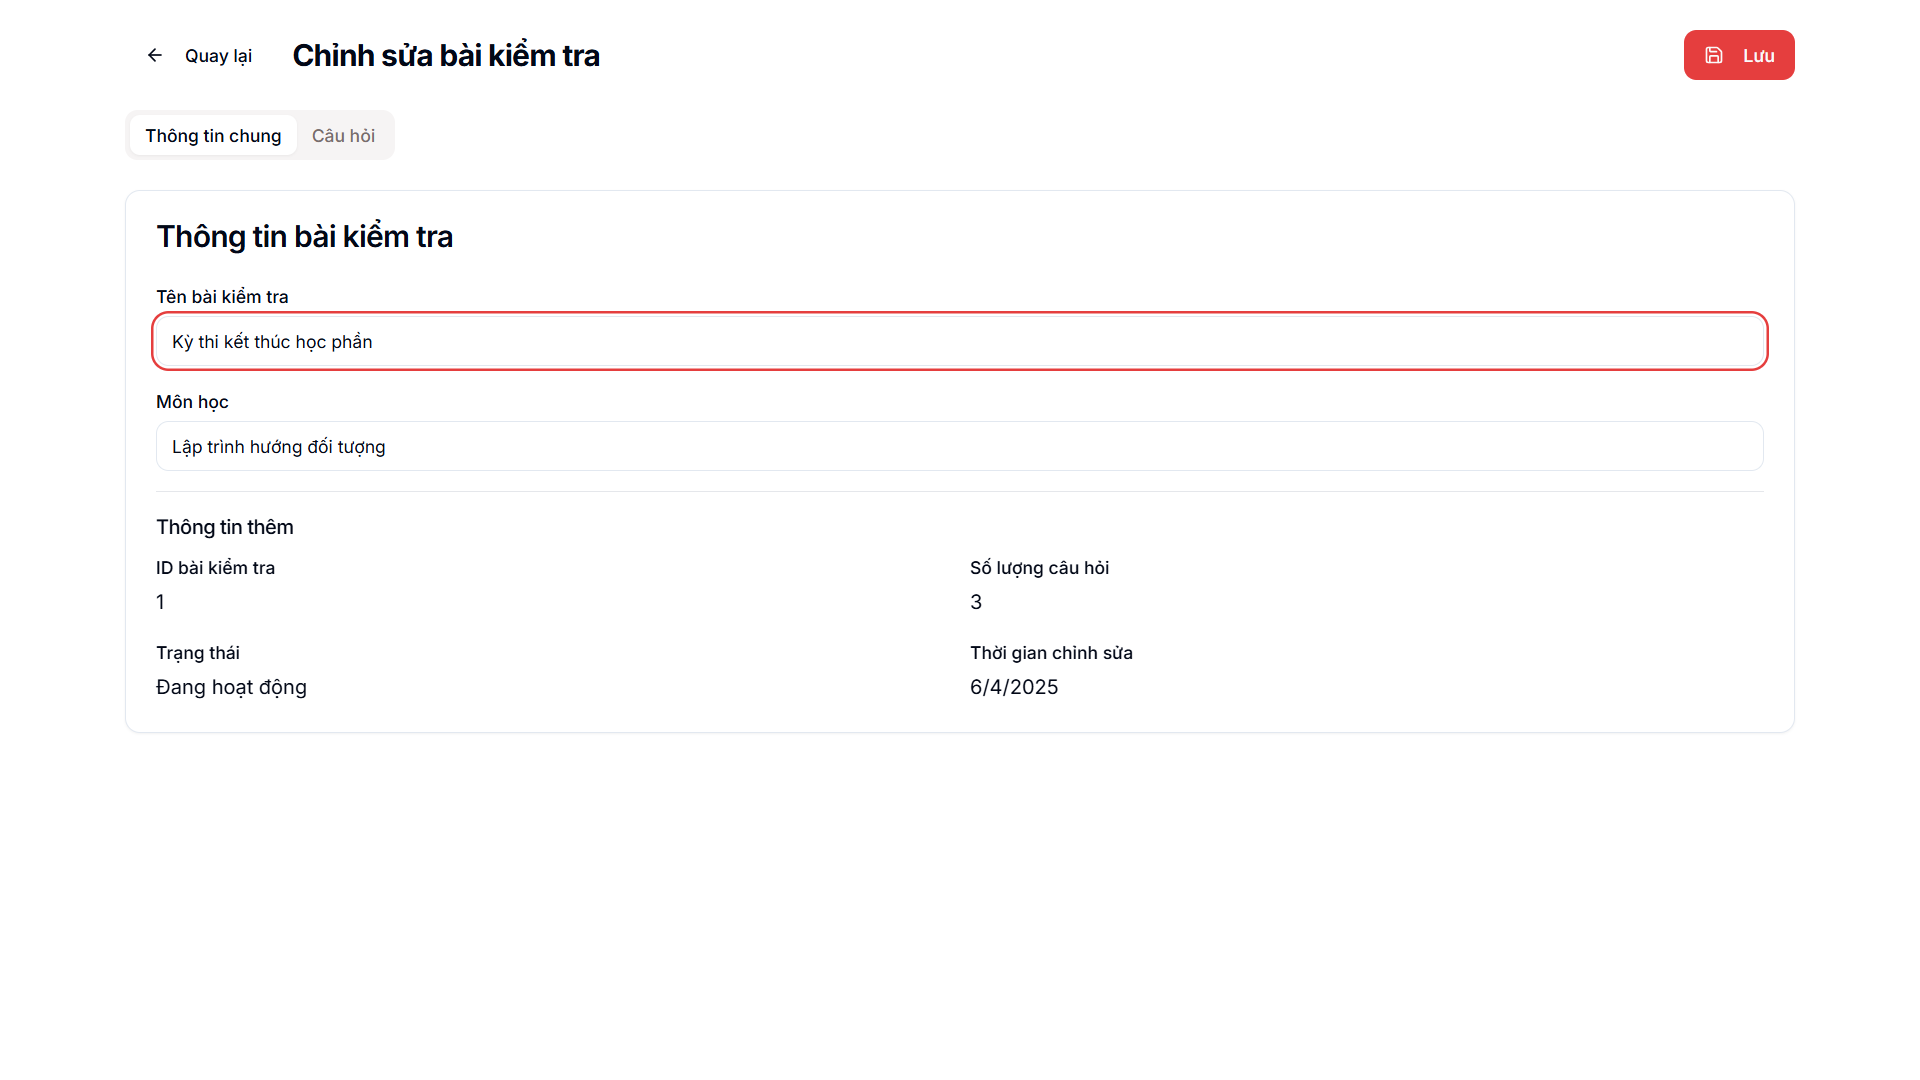 Quay lại
Chỉnh sửa bài kiểm tra
Lưu
Thông tin chung
Câu hỏi
Thông tin bài kiểm tra
Tên bài kiểm tra
Kỳ thi kết thúc học phần
Môn học
Lập trình hướng đối tượng
Thông tin thêm
ID bài kiểm tra
1
Số lượng câu hỏi
3
Trạng thái
Đang hoạt động
Thời gian chỉnh sửa
6/4/2025